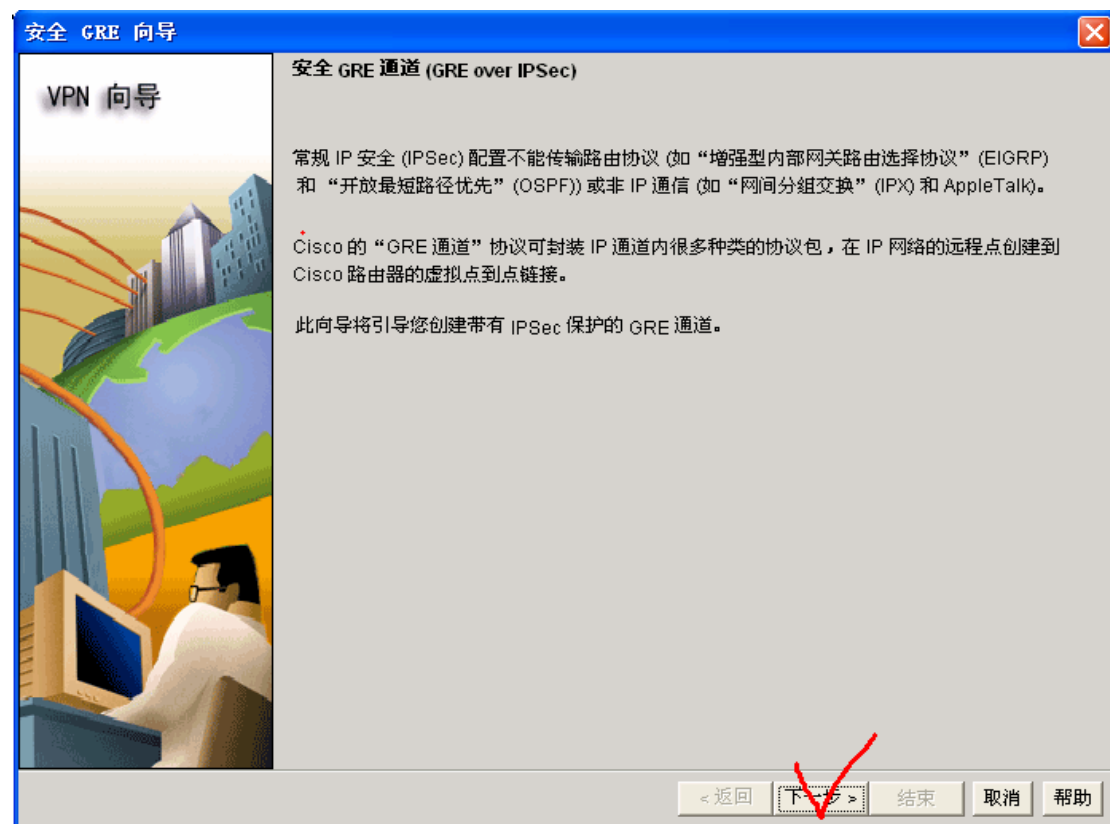 安全 GRE 向导
VPN 向导
安全 GRE 通道 (GRE over IPSec)
常规 IP 安全 (IPSec) 配置不能传输路由协议 (如“增强型内部网关路由选择协议” (EIGRP)
和 “开放最短路径优先” (OSPF)) 或非 IP 通信 (如“网间分组交换” (IPX) 和 AppleTalk)。
Cisco 的“GRE 通道”协议可封装 IP 通道内很多种类的协议包，在 IP 网络的远程点创建到
Cisco 路由器的虚拟点到点链接。
此向导将引导您创建带有 IPSec 保护的 GRE 通道。
<返回 下一步> 结束 取消 帮助